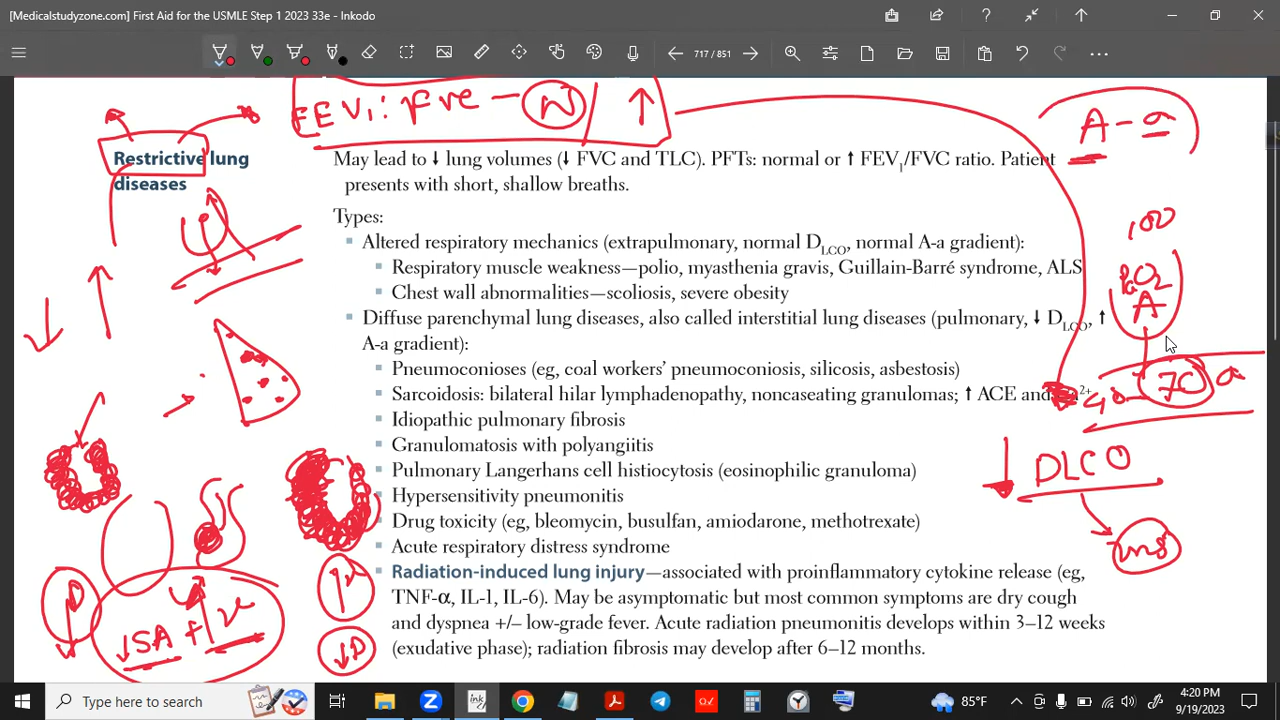 [Medicalstudyzone.com] First Aid for the USMLE Step 1 2023 33e - Inkodo
717 / 851
FEV1: FVC - N ↑
A - a
Restrictive lung
diseases
May lead to ↓ lung volumes (↓ FVC and TLC). PFTs: normal or ↑ FEV1/FVC ratio. Patient
presents with short, shallow breaths.
Types:
Altered respiratory mechanics (extrapulmonary, normal DLCO, normal A-a gradient):
Respiratory muscle weakness—polio, myasthenia gravis, Guillain-Barré syndrome, ALS
Chest wall abnormalities—scoliosis, severe obesity
Diffuse parenchymal lung diseases, also called interstitial lung diseases (pulmonary, ↓ DLCO, ↑
A-a gradient):
Pneumoconioses (eg, coal workers' pneumoconiosis, silicosis, asbestosis)
Sarcoidosis: bilateral hilar lymphadenopathy, noncaseating granulomas; ↑ ACE and 2+
Idiopathic pulmonary fibrosis
Granulomatosis with polyangiitis
Pulmonary Langerhans cell histiocytosis (eosinophilic granuloma)
Hypersensitivity pneumonitis
Drug toxicity (eg, bleomycin, busulfan, amiodarone, methotrexate)
Acute respiratory distress syndrome
Radiation-induced lung injury—associated with proinflammatory cytokine release (eg,
TNF-α, IL-1, IL-6). May be asymptomatic but most common symptoms are dry cough
and dyspnea +/– low-grade fever. Acute radiation pneumonitis develops within 3–12 weeks
(exudative phase); radiation fibrosis may develop after 6–12 months.
100
A
70 a
↓ DLCO
↓SA +
↓D
Type here to search
85°F
4:20 PM
9/19/2023